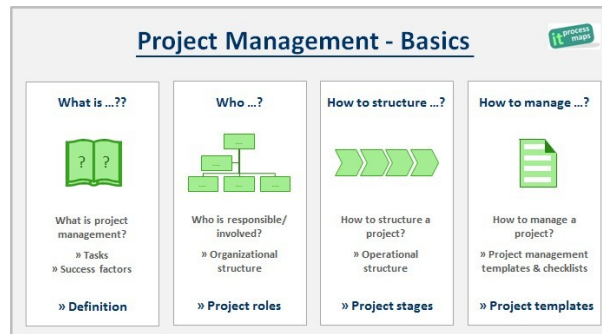 Project Management - Basics
it process
maps
What is ...??
? ?
What is project
management?
» Tasks
» Success factors
» Definition
Who ...?
...
...
... ... ...
Who is responsible/
involved?
» Organizational
structure
» Project roles
How to structure ...?
How to structure a
project?
» Operational
structure
» Project stages
How to manage ...?
How to manage a
project?
» Project management
templates & checklists
» Project templates